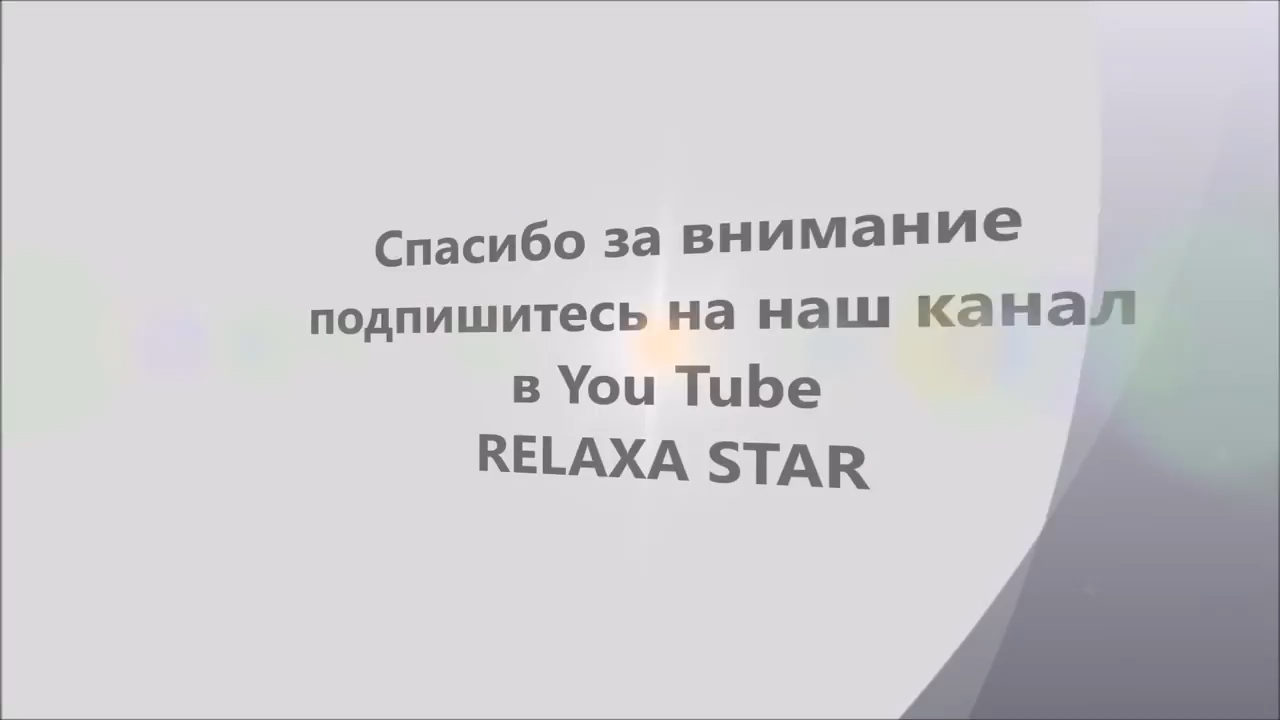 Спасибо за внимание
подпишитесь на наш канал
в You Tube
RELAXA STAR